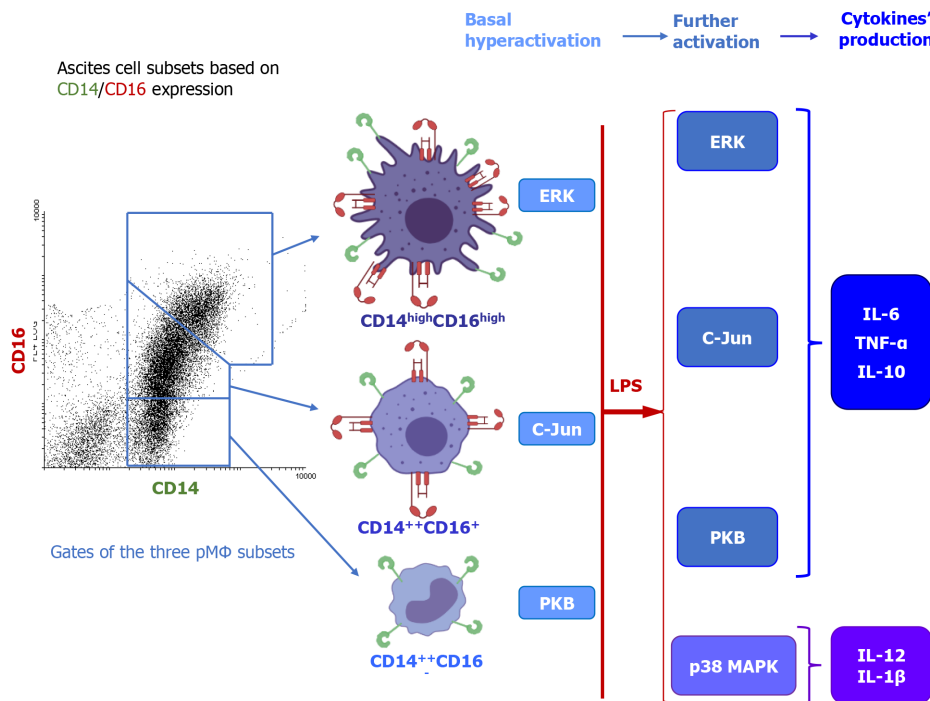 Basal
hyperactivation
Further
activation
Cytokines'
production
Ascites cell subsets based on
CD14/CD16 expression
ERK
ERK
10000
CD16
CD14highCD16high
C-Jun
IL-6
TNF-α
IL-10
LPS
C-Jun
10000
CD14
CD14++CD16+
Gates of the three pMΦ subsets
PKB
PKB
CD14++CD16
-
p38 MAPK
IL-12
IL-1β